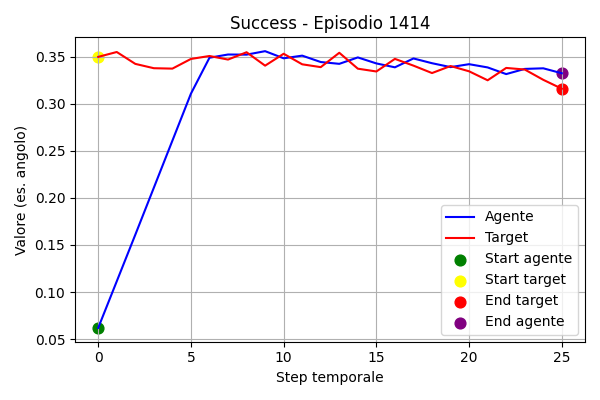 Success - Episodio 1414
Valore (es. angolo)
0.35
0.30
0.25
0.20
0.15
0.10
0.05
Agente
Target
Start agente
Start target
End target
End agente
0 5 10 15 20 25
Step temporale